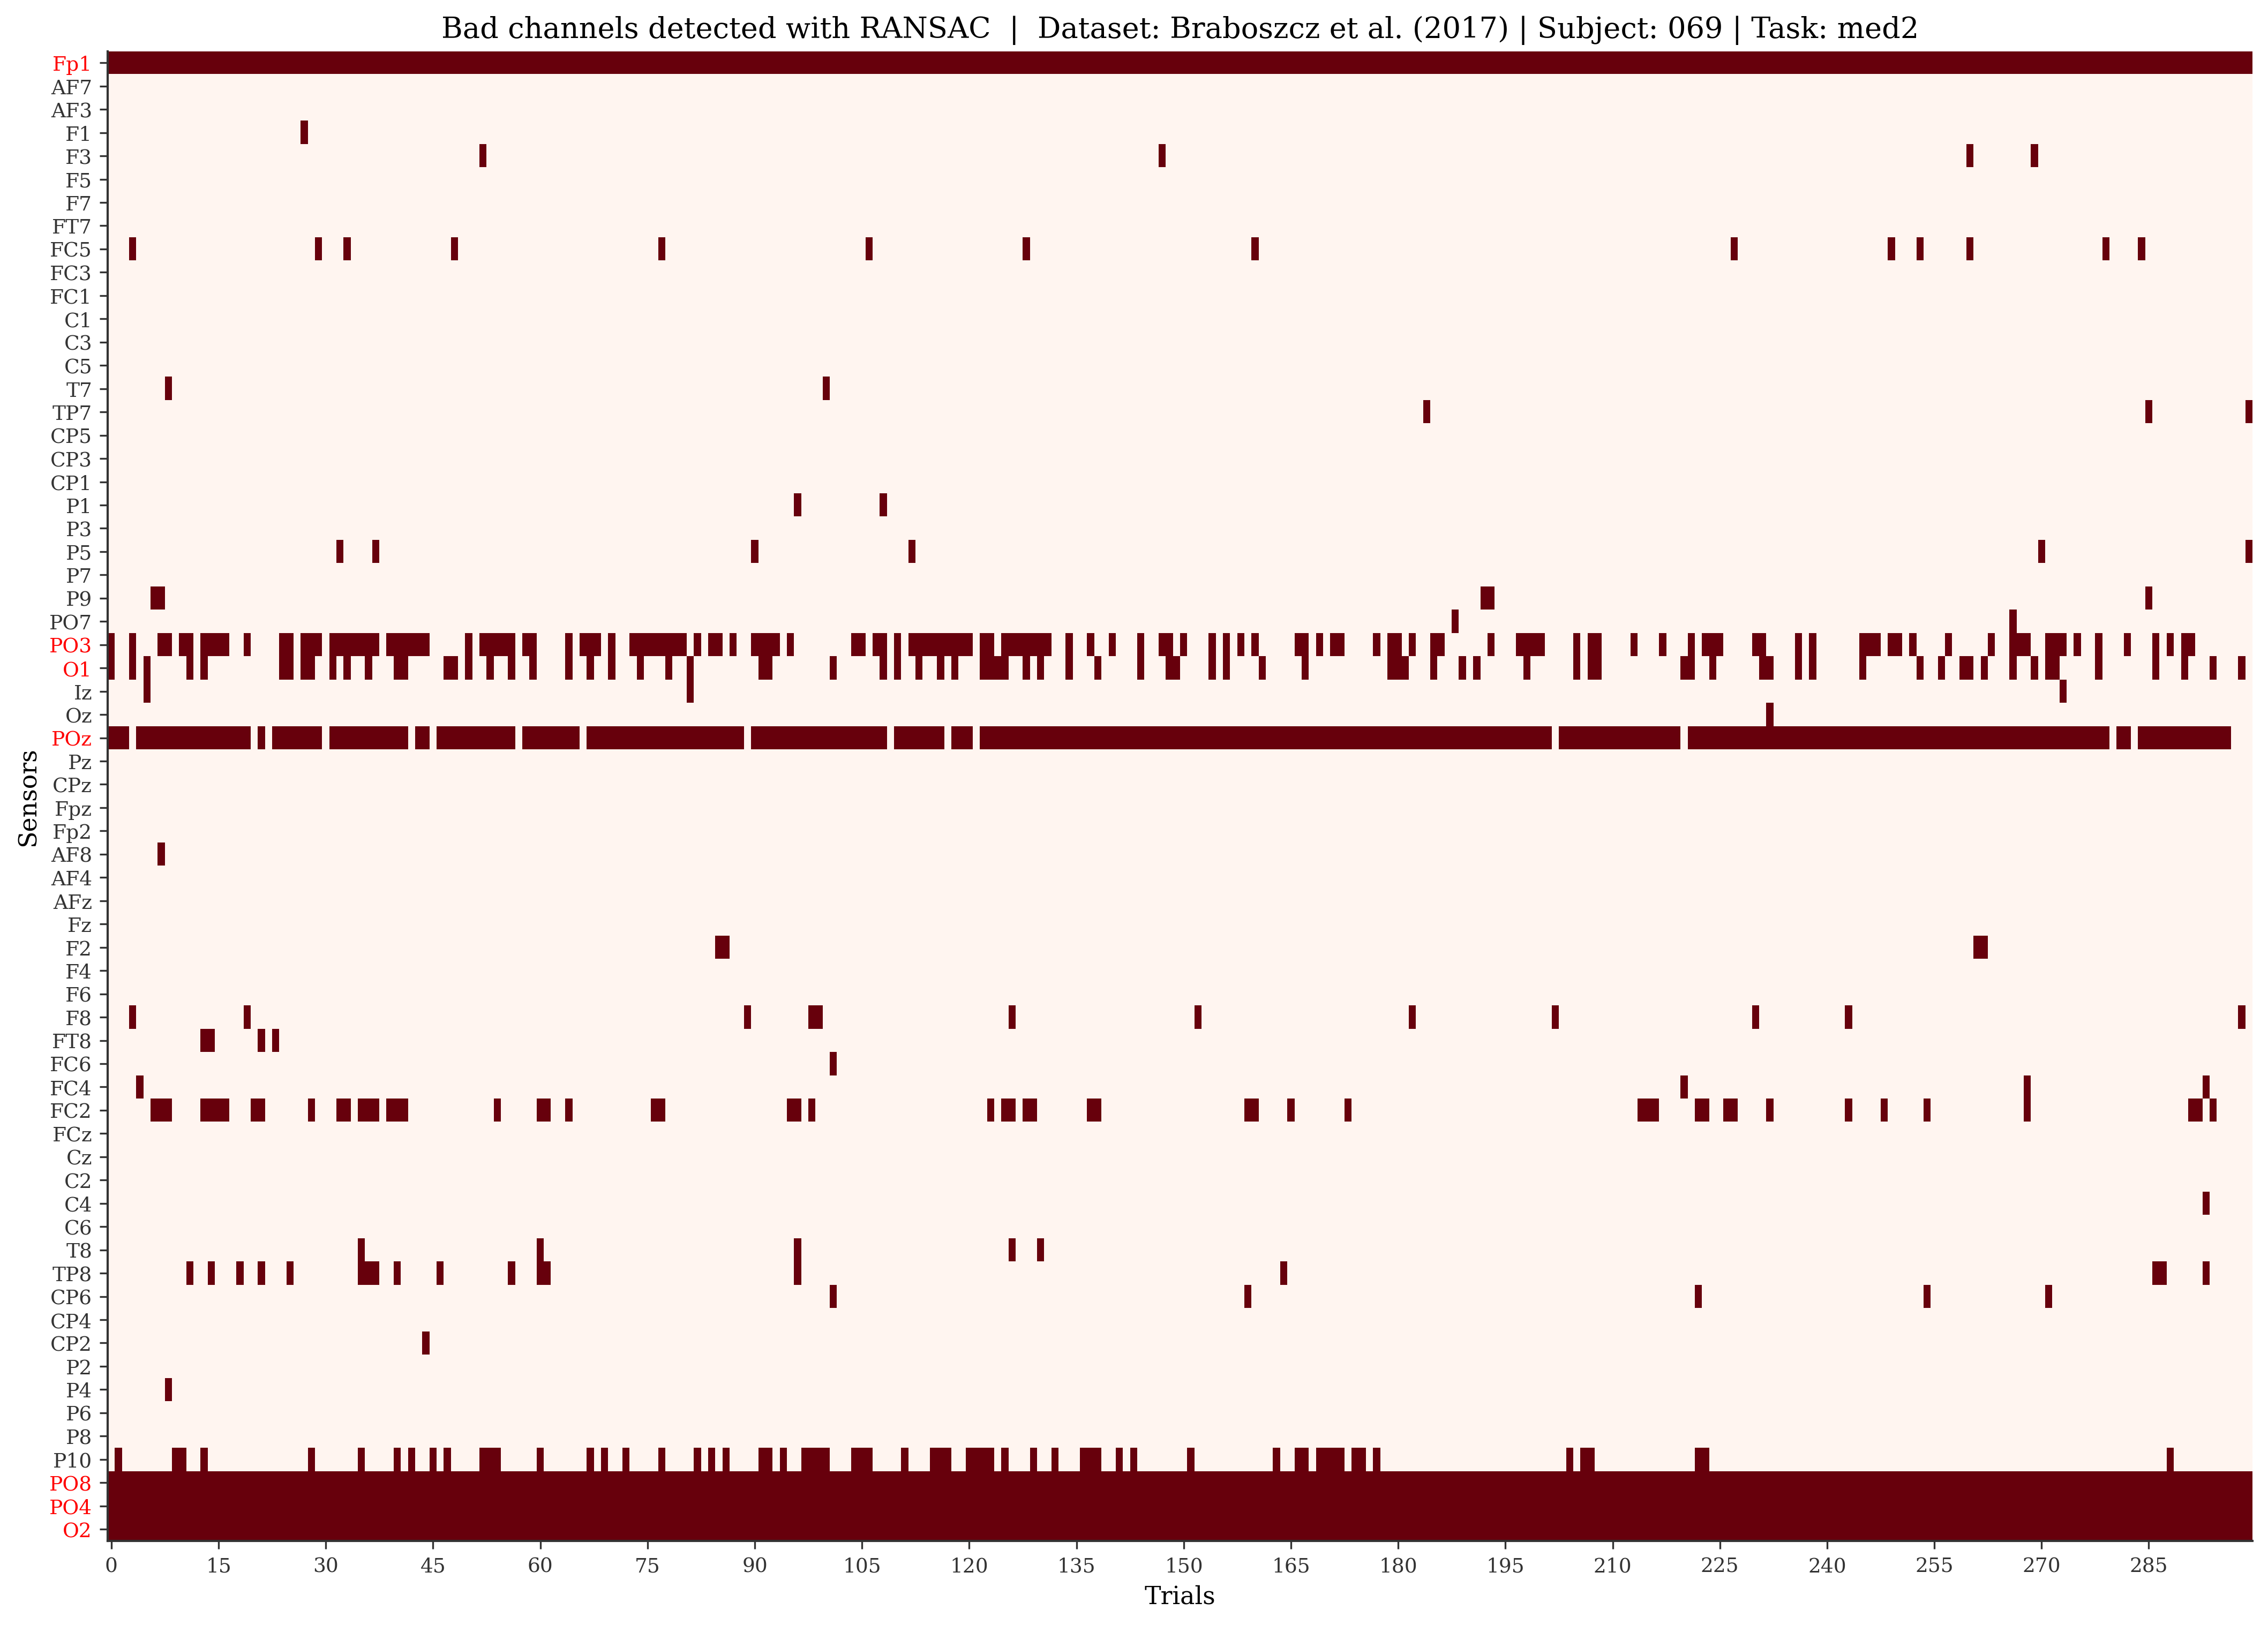 Bad channels detected with RANSAC | Dataset: Braboszcz et al. (2017) | Subject: 069 | Task: med2
Fp1
AF7
AF3
F1
F3
F5
F7
FT7
FC5
FC3
FC1
C1
C3
C5
T7
TP7
CP5
CP3
CP1
P1
P3
P5
P7
P9
PO7
PO3
O1
Iz
Oz
POz
Pz
CPz
Fpz
Fp2
AF8
AF4
AFz
Fz
F2
F4
F6
F8
FT8
FC6
FC4
FC2
FCz
Cz
C2
C4
C6
T8
TP8
CP6
CP4
CP2
P2
P4
P6
P8
P10
PO8
PO4
O2
Sensors
0 15 30 45 60 75 90 105 120 135 150 165 180 195 210 225 240 255 270 285
Trials